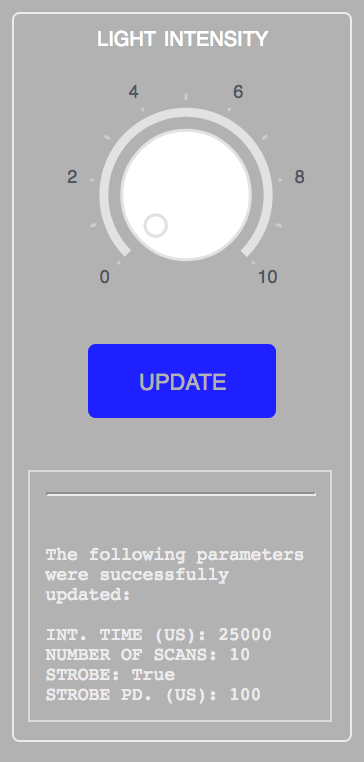 LIGHT INTENSITY
4
6
2
8
0
10
UPDATE
The following parameters
were successfully
updated:
INT. TIME (US): 25000
NUMBER OF SCANS: 10
STROBE: True
STROBE PD. (US): 100